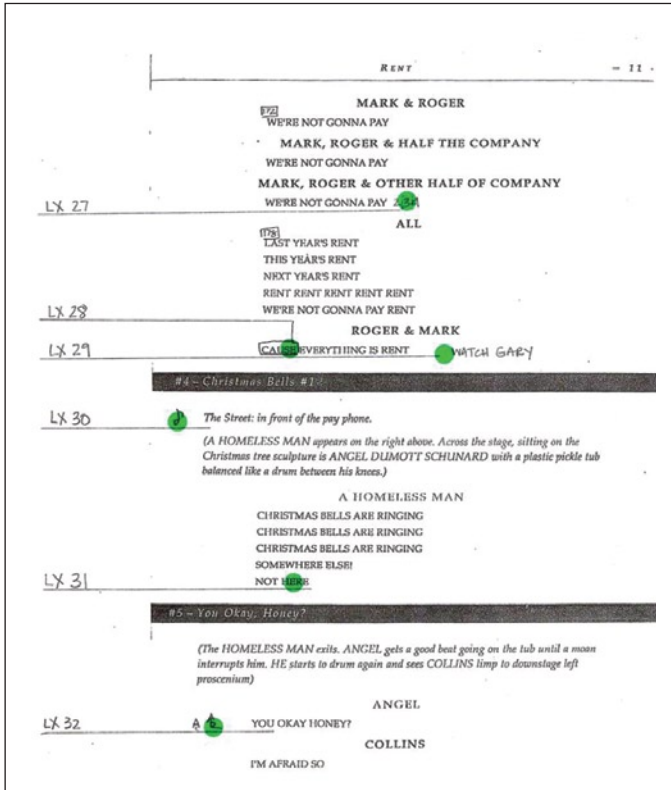 RENT – 11 -
MARK & ROGER
WE'RE NOT GONNA PAY
MARK, ROGER & HALF THE COMPANY
WE'RE NOT GONNA PAY
MARK, ROGER & OTHER HALF OF COMPANY
LX 27 WE'RE NOT GONNA PAY
ALL
LAST YEAR'S RENT
THIS YEAR'S RENT
NEXT YEAR'S RENT
RENT RENT RENT RENT RENT
LX 28 WE'RE NOT GONNA PAY RENT
ROGER & MARK
LX 29 CAUSE EVERYTHING IS RENT WATCH GARY
#4 – Christmas Bells #1
LX 30 The Street: in front of the pay phone.
(A HOMELESS MAN appears on the right above. Across the stage, sitting on the
Christmas tree sculpture is ANGEL DUMOTT SCHUNARD with a plastic pickle tub
balanced like a drum between his knees.)
A HOMELESS MAN
CHRISTMAS BELLS ARE RINGING
CHRISTMAS BELLS ARE RINGING
CHRISTMAS BELLS ARE RINGING
SOMEWHERE ELSE!
LX 31 NOT HERE
#5 – You Okay, Honey?
(The HOMELESS MAN exits. ANGEL gets a good beat going on the tub until a moan
interrupts him. HE starts to drum again and sees COLLINS limp to downstage left
proscenium)
ANGEL
LX 32 YOU OKAY HONEY?
COLLINS
I'M AFRAID SO